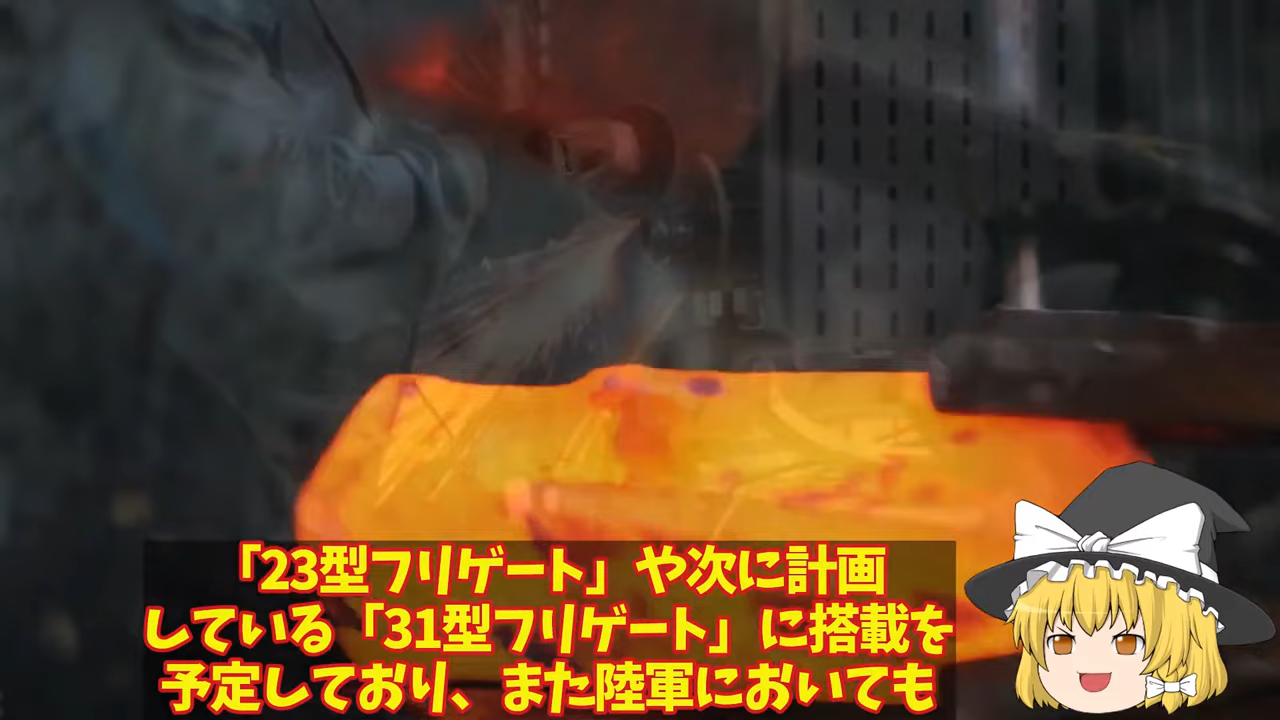 「23型フリゲート」や次に計画
している「31型フリゲート」に搭載を
予定しており、また陸軍においても